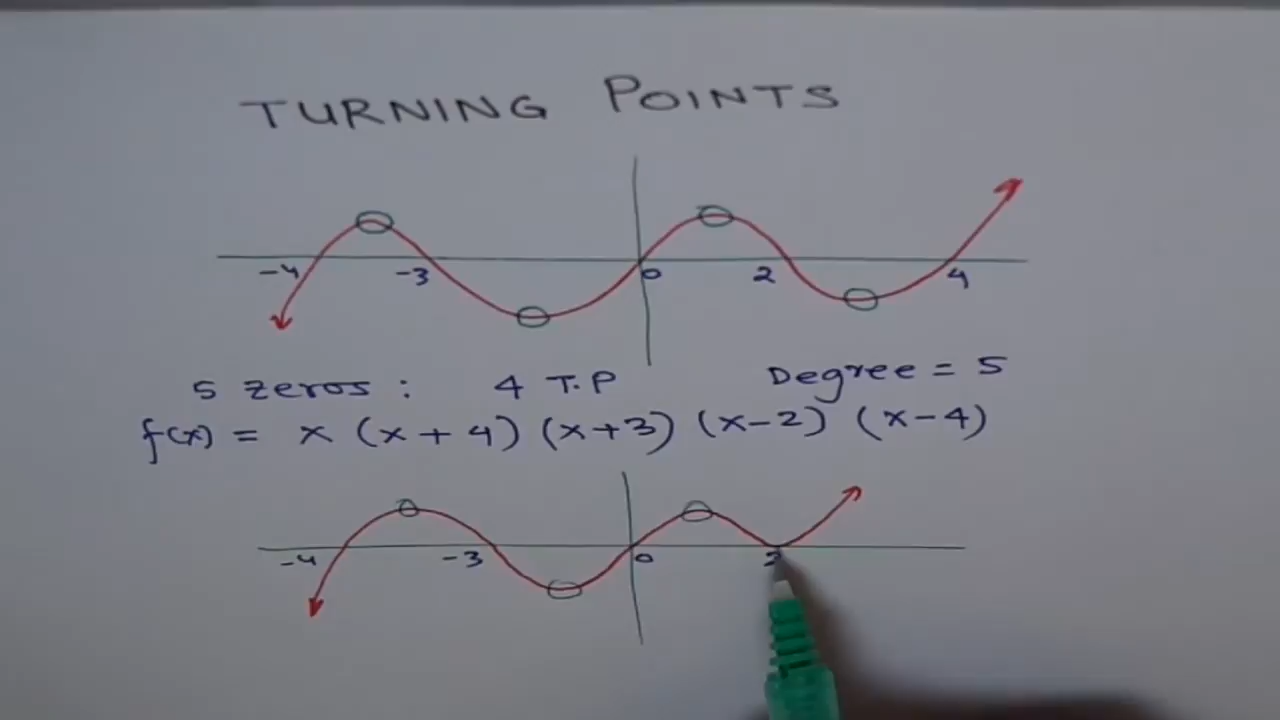 TURNING POINTS
-4 -3 0 2 4
5 zeros : 4 T.P Degree = 5
f(x) = x (x + 4) (x+3) (x-2) (x-4)
-4 -3 0 2